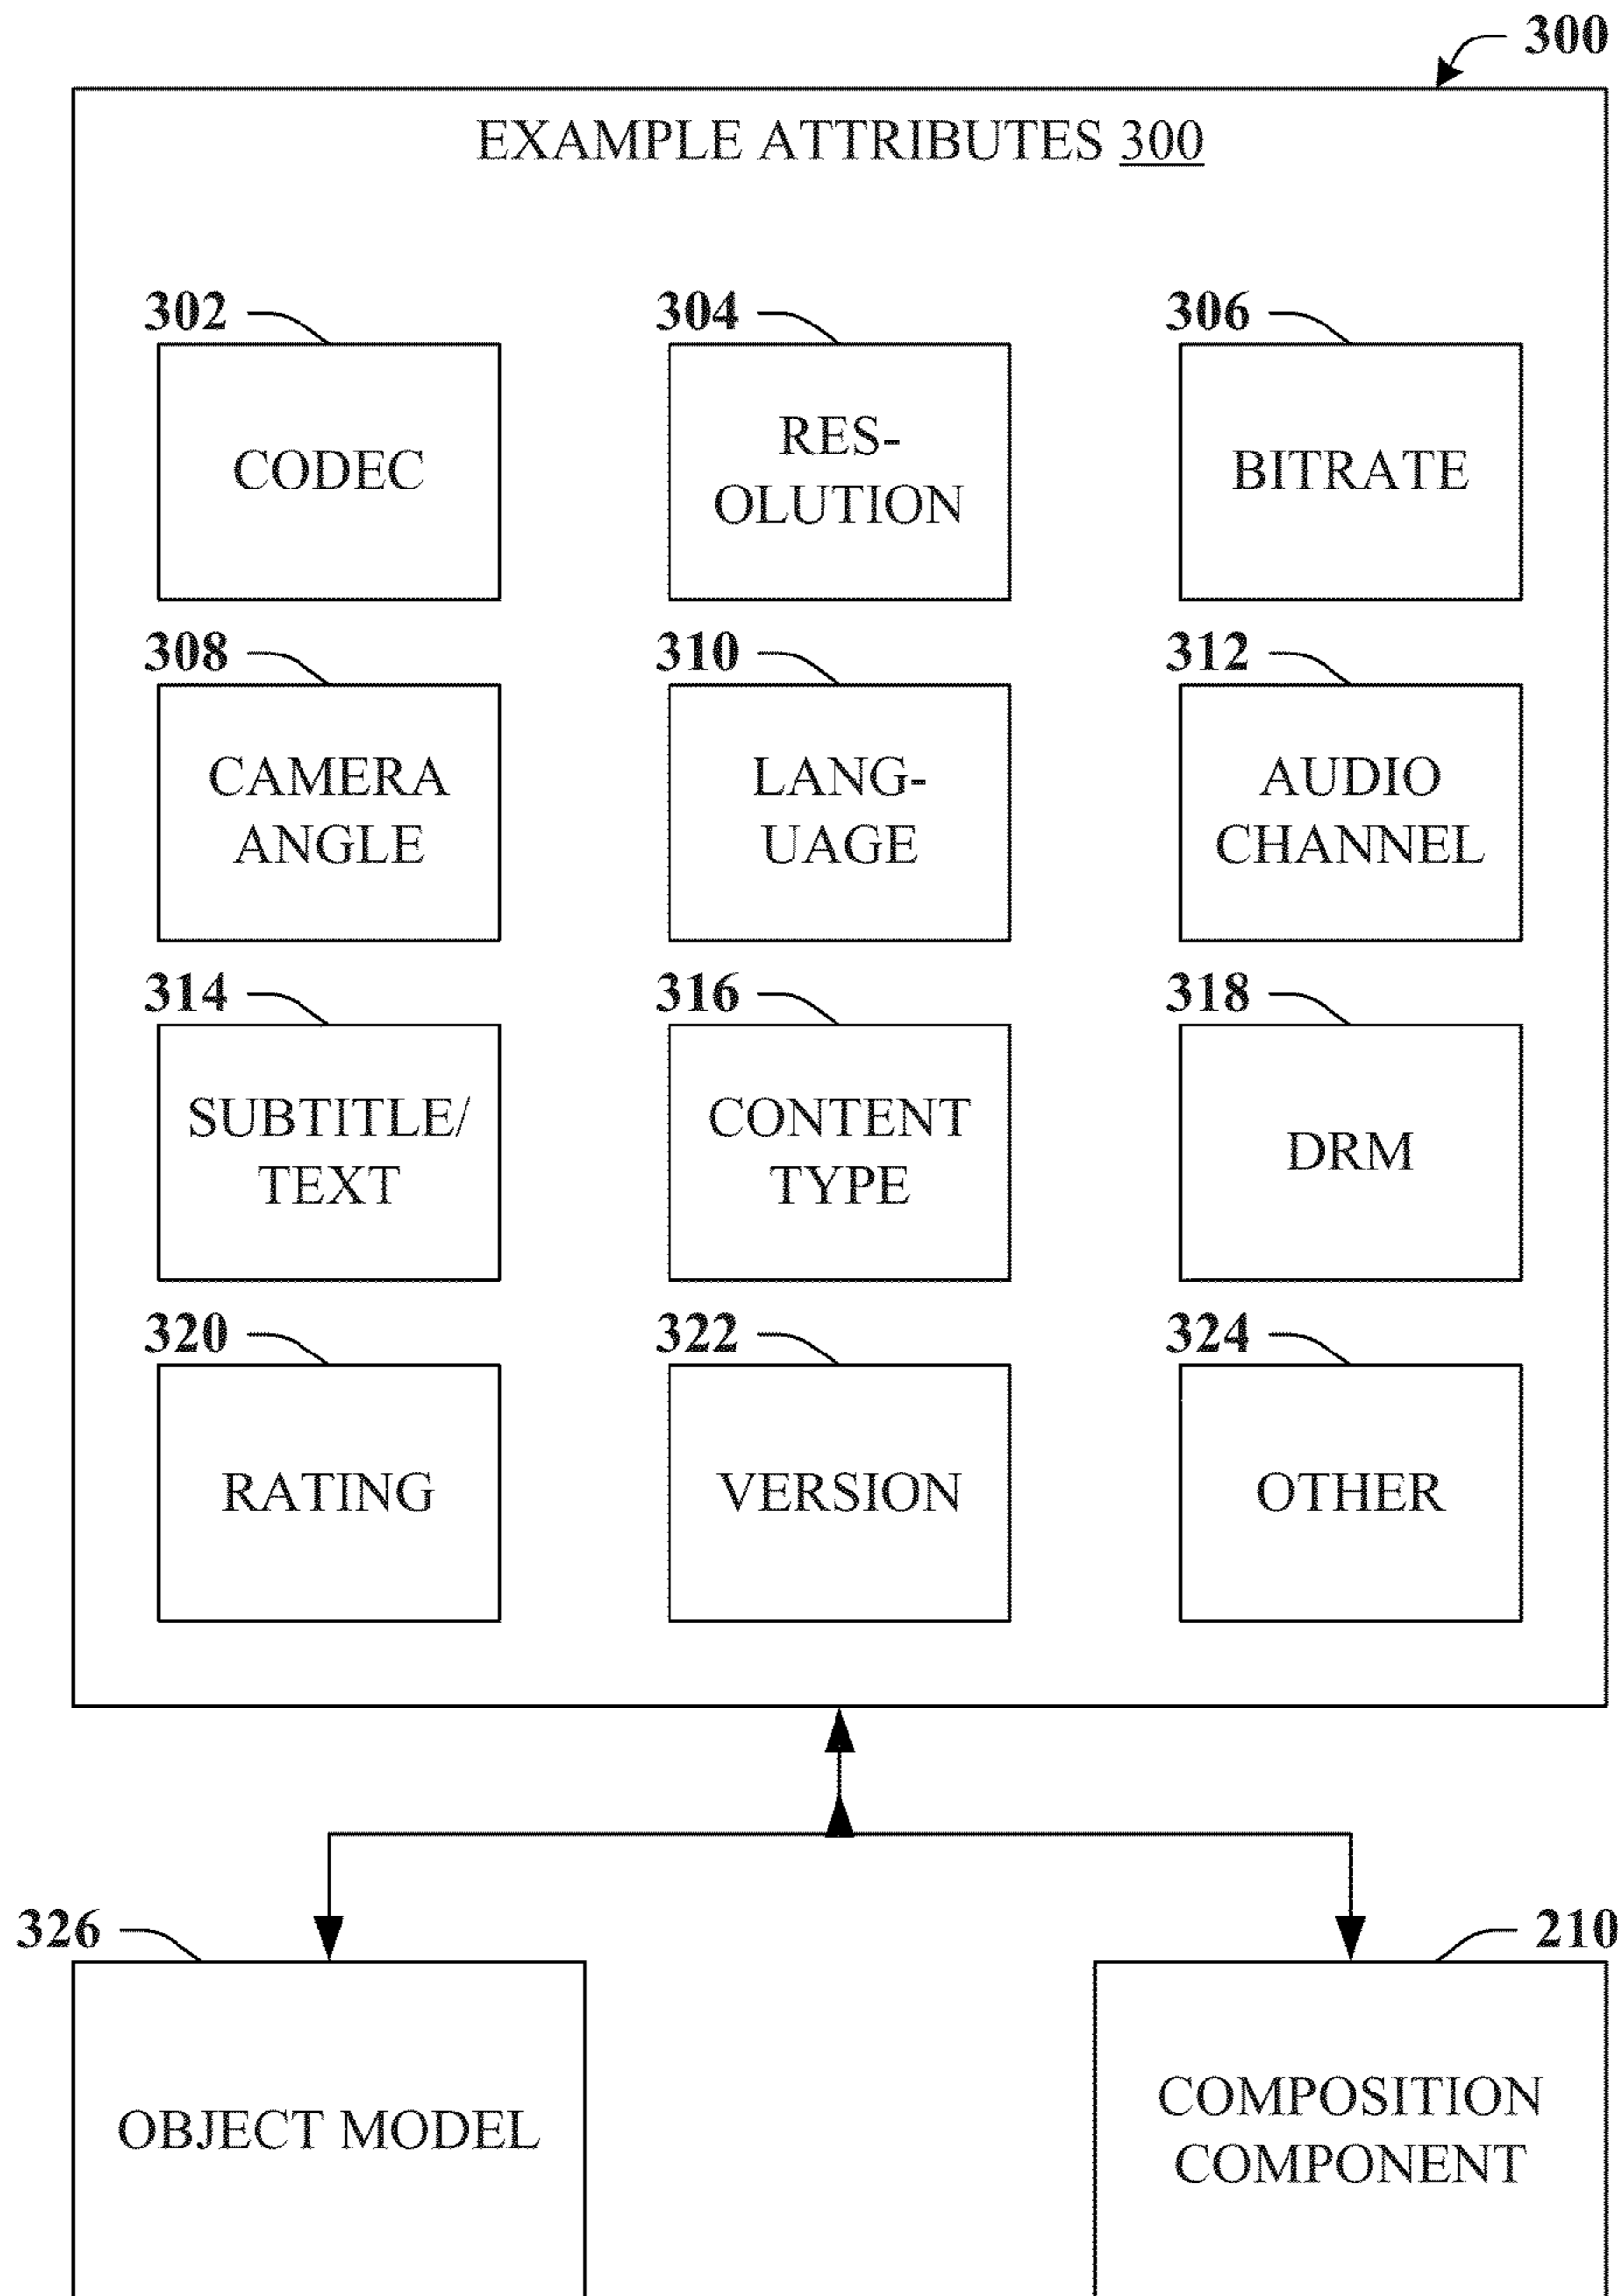 300
EXAMPLE ATTRIBUTES 300
302
304
306
CODEC
RES-
OLUTION
BITRATE
308
310
312
CAMERA
ANGLE
LANG-
UAGE
AUDIO
CHANNEL
314
316
318
SUBTITLE/
TEXT
CONTENT
TYPE
DRM
320
322
324
RATING
VERSION
OTHER
326
210
OBJECT MODEL
COMPOSITION
COMPONENT